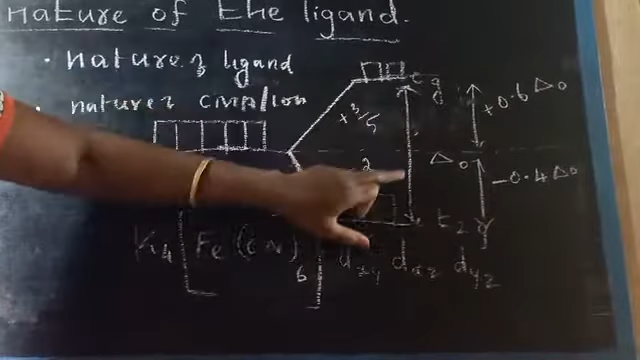 nature of the ligand.
· nature of ligand
· nature of
eg
+3/5
+0.6 Δo
Δo
-0.4 Δo
t2g
K4[Fe(CN)6]
dxy dxz dyz